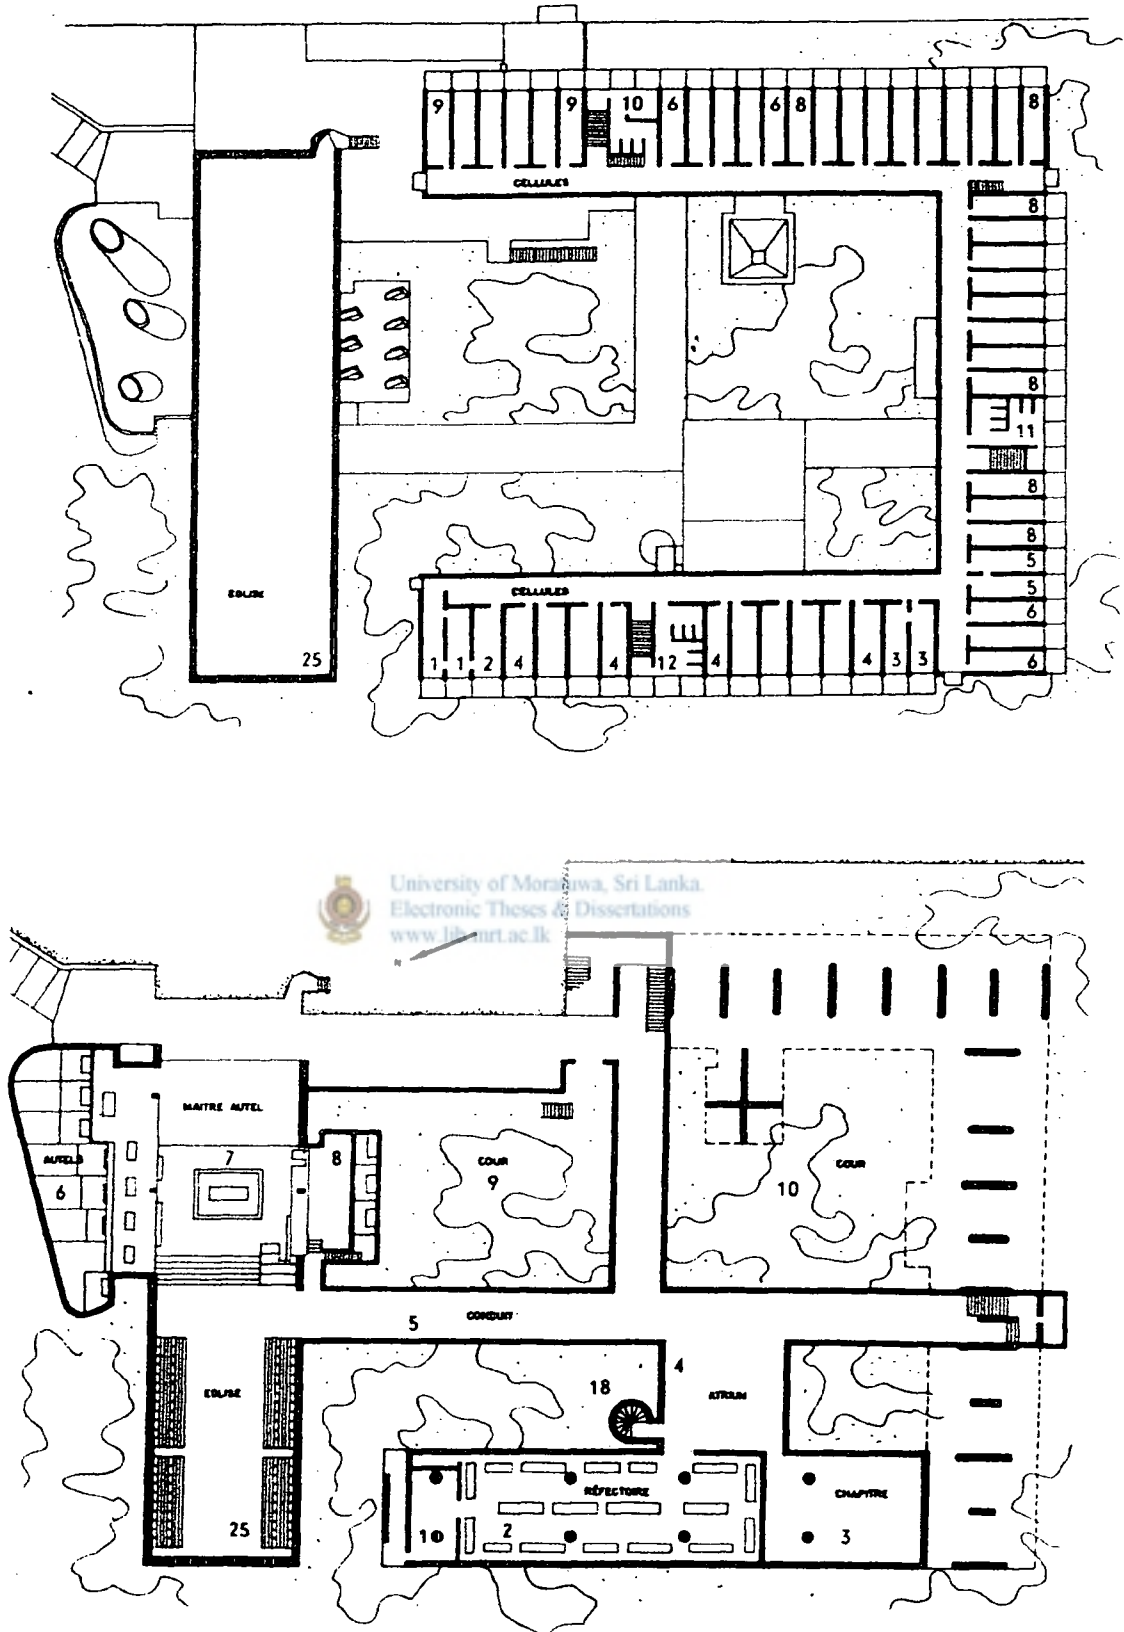 9 9 10 6 6 8 8
CELLULES
8
8
11
8
8
5
5
6
6
EGLISE
25
CELLULES
1 1 2 4 4 12 4 4 3 3
University of Moratuwa, Sri Lanka.
Electronic Theses & Dissertations
www.lib.mrt.ac.lk
N
MAITRE AUTEL
AUTELS
6
7
8
COUR
9
COUR
10
5
CONDUIT
4
ATRIUM
18
EGLISE
25
1
2
RÉFECTOIRE
CHAPITRE
3